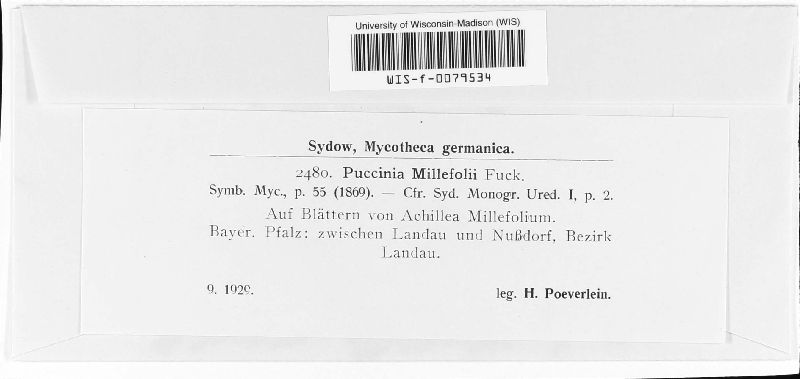 University of Wisconsin-Madison (WIS)
WIS-f-0079534
Sydow, Mycotheca germanica.
2480. Puccinia Millefolii Fuck.
Symb. Myc., p. 55 (1869). — Cfr. Syd. Monogr. Ured. I, p. 2.
Auf Blättern von Achillea Millefolium.
Bayer. Pfalz: zwischen Landau und Nußdorf, Bezirk
Landau.
9. 1929. leg. H. Poeverlein.